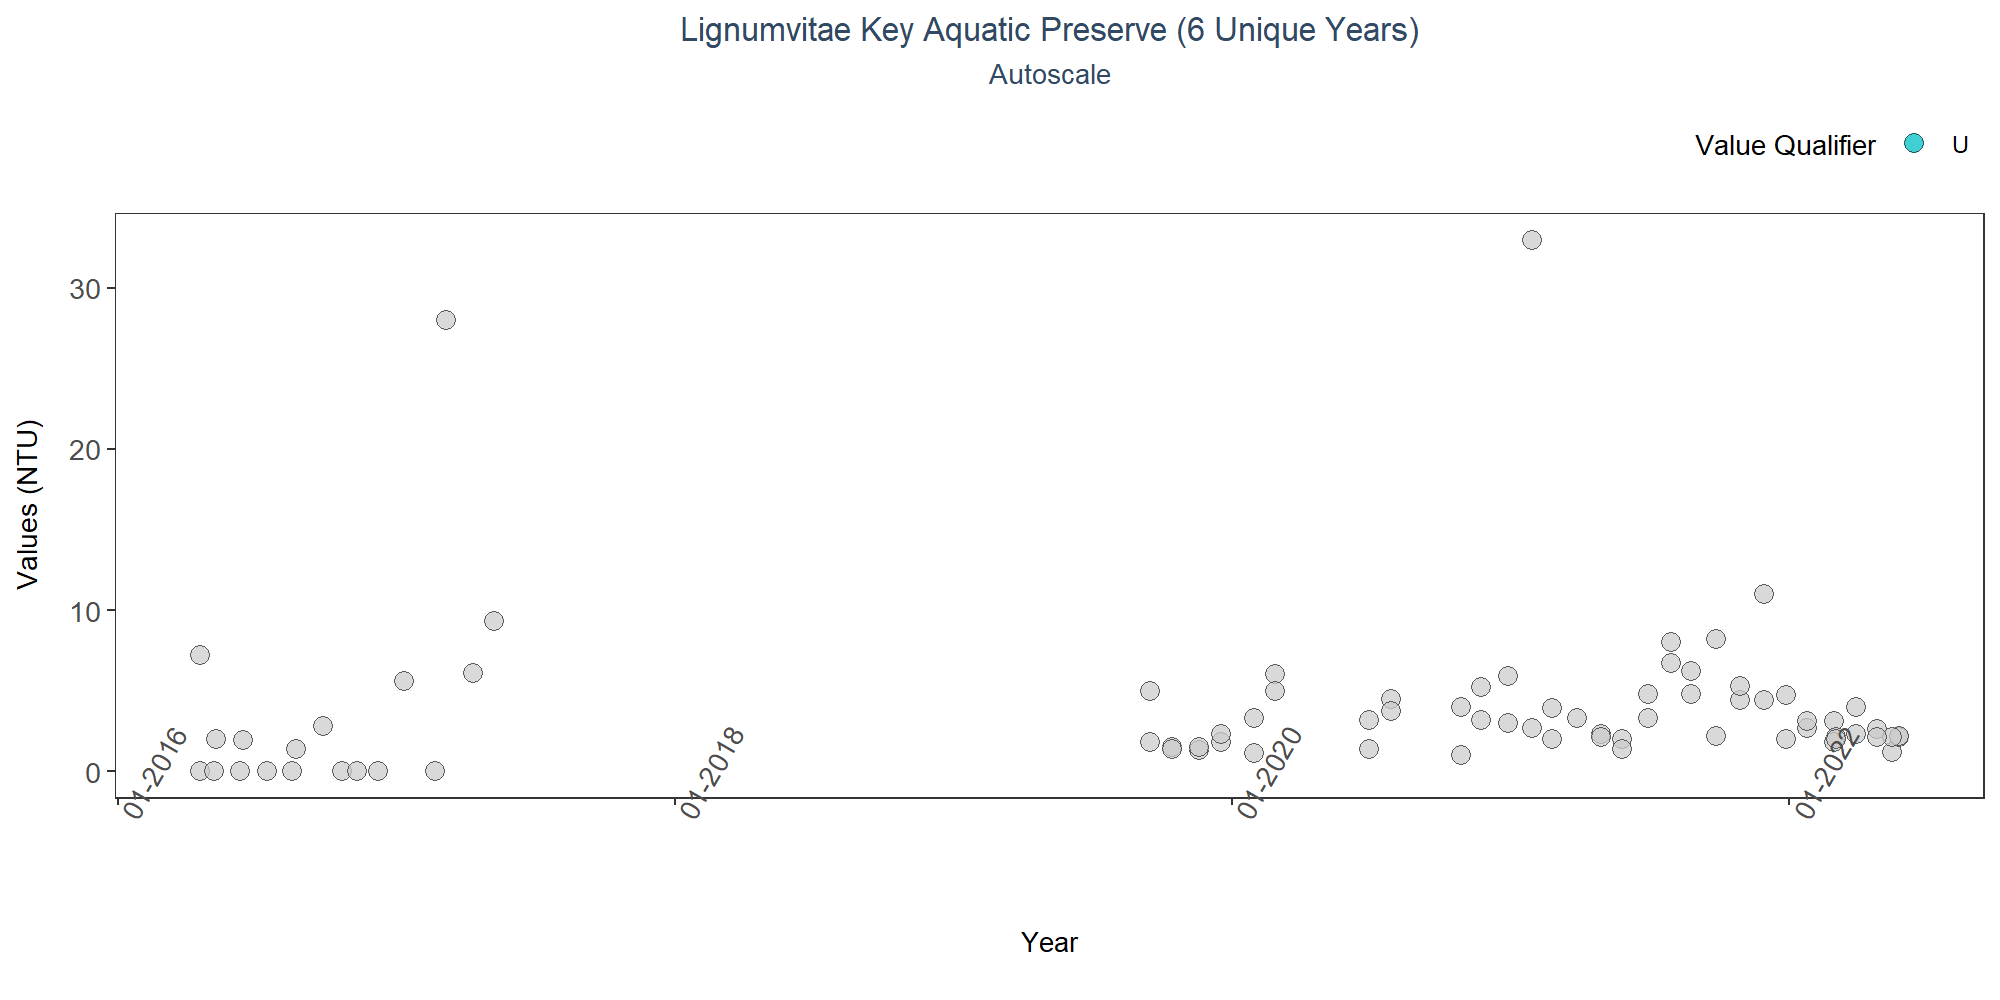 Lignumvitae Key Aquatic Preserve (6 Unique Years)
Autoscale
Value Qualifier U
Values (NTU)
30
20
10
0
01-2016
01-2018
01-2020
01-2022
Year